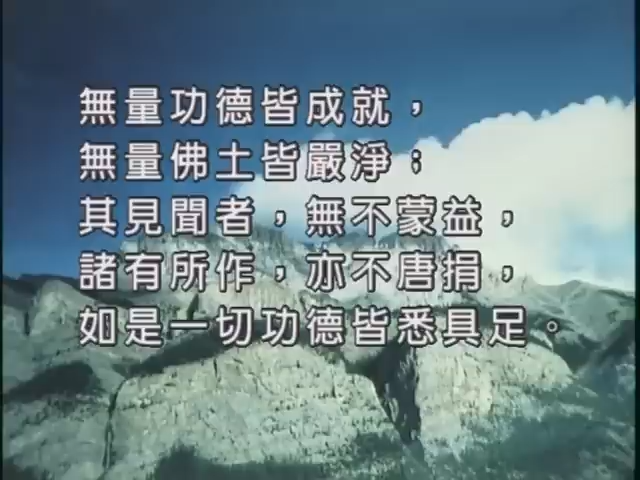 無量功德皆成就，
無量佛土皆嚴淨；
其見聞者，無不蒙益，
諸有所作，亦不唐捐，
如是一切功德皆悉具足。